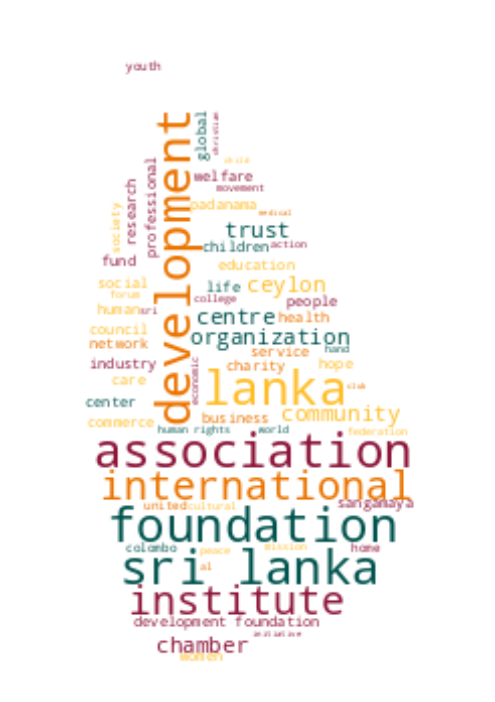 youth
development
global
christian
child
professional
welfare
research
movement
padanama
society
medical
trust
children
action
fund
education
social
life
ceylon
forum
college
people
human
sri
centre
health
council
organization
network
service
hand
industry
economic
charity
hope
care
lanka
club
center
community
commerce
business
human rights
world
federation
association
international
united
cultural
sangamaya
foundation
colombo
peace
mission
home
sri lanka
al
institute
development foundation
initiative
chamber
women